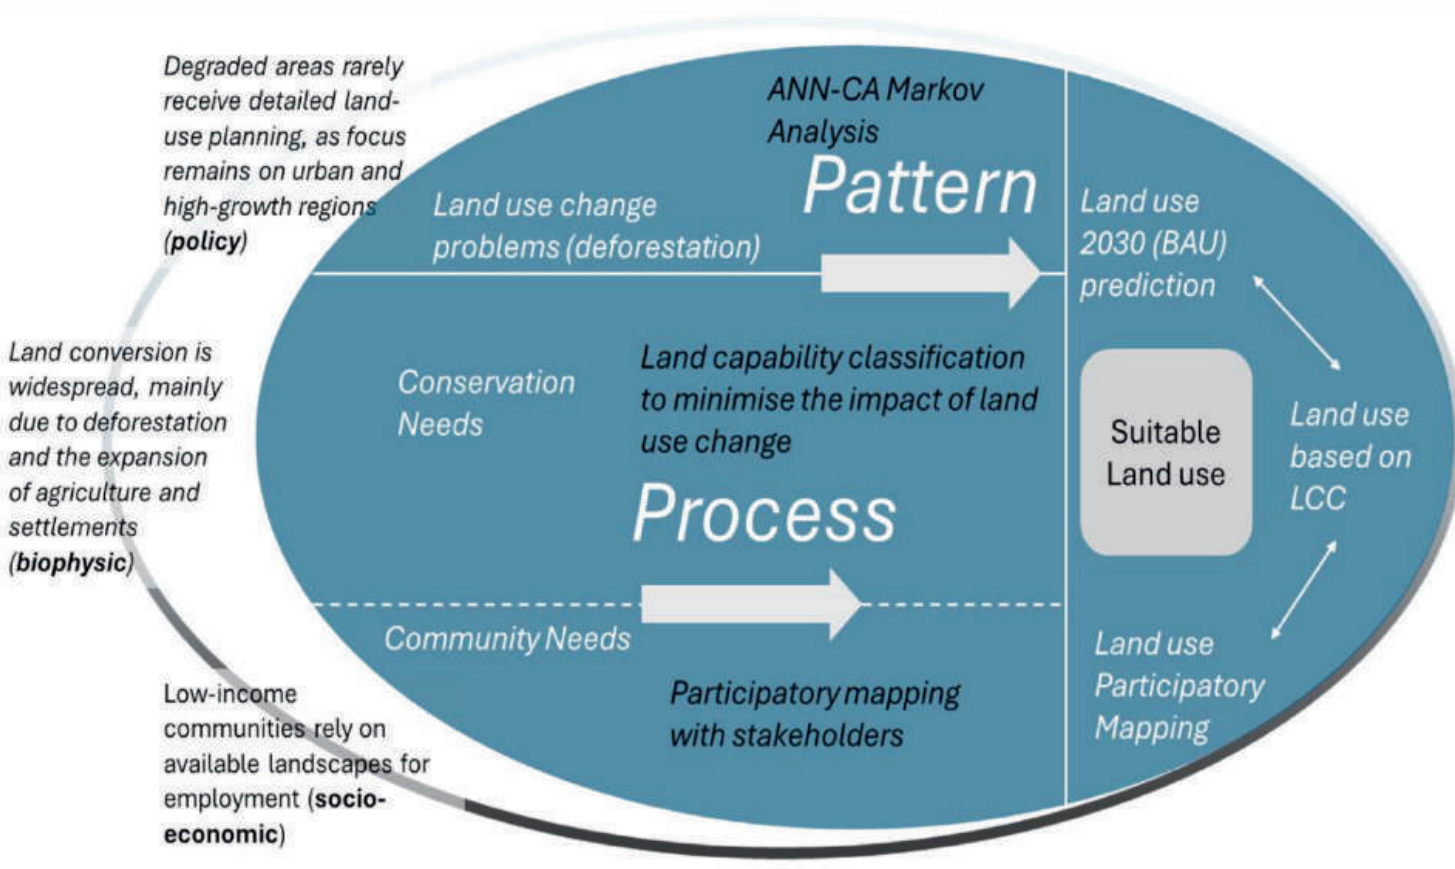 Degraded areas rarely
receive detailed land-
use planning, as focus
remains on urban and
high-growth regions
(policy)
Land conversion is
widespread, mainly
due to deforestation
and the expansion
of agriculture and
settlements
(biophysic)
Low-income
communities rely on
available landscapes for
employment (socio-
economic)
ANN-CA Markov
Analysis
Pattern
Land use change
problems (deforestation)
Conservation
Needs
Land capability classification
to minimise the impact of land
use change
Process
Community Needs
Participatory mapping
with stakeholders
Land use
2030 (BAU)
prediction
Suitable
Land use
Land use
based on
LCC
Land use
Participatory
Mapping